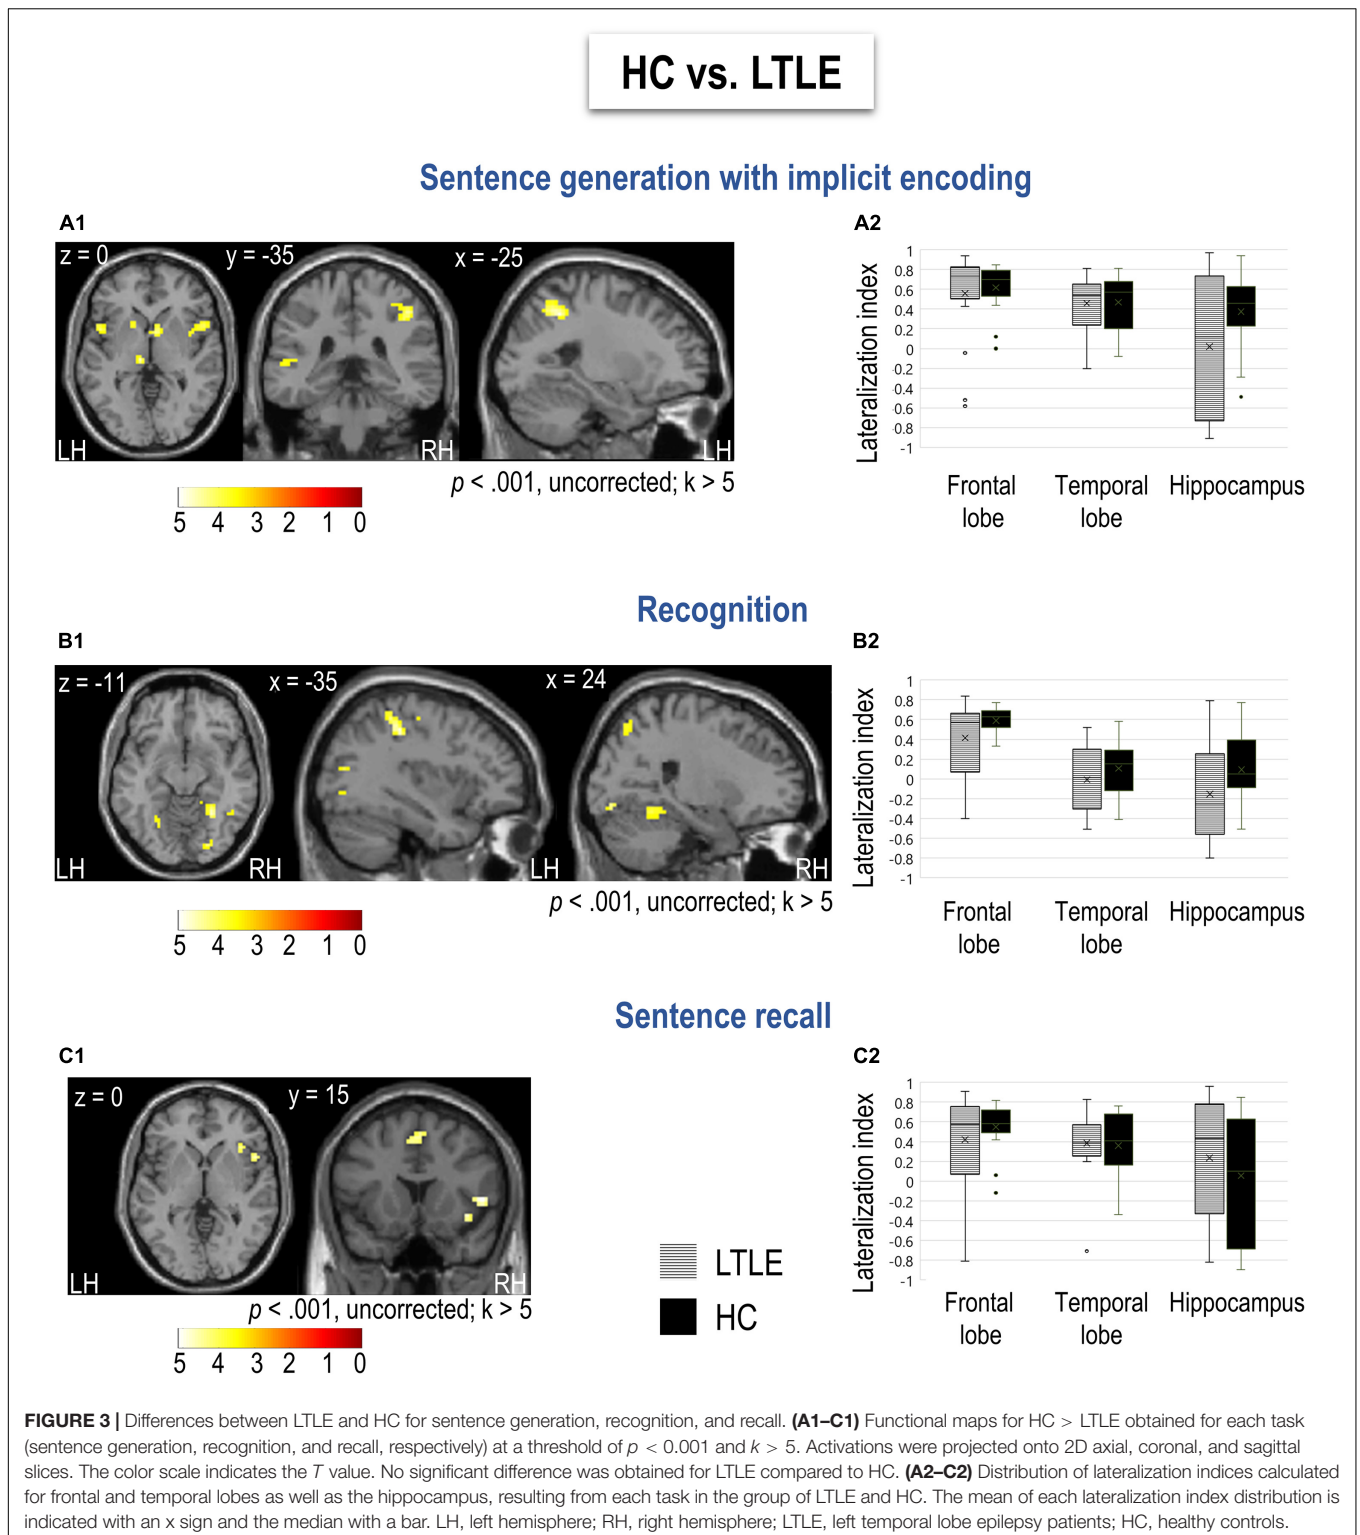 HC vs. LTLE
Sentence generation with implicit encoding
A1
A2
z = 0
y = -35
x = -25
LH
RH
LH
p < .001, uncorrected; k > 5
5 4 3 2 1 0
Lateralization index
1
0.8
0.6
0.4
0.2
0
-0.2
-0.4
-0.6
-0.8
-1
Frontal lobe
Temporal lobe
Hippocampus
Recognition
B1
B2
z = -11
x = -35
x = 24
LH
RH
LH
RH
p < .001, uncorrected; k > 5
5 4 3 2 1 0
Lateralization index
1
0.8
0.6
0.4
0.2
0
-0.2
-0.4
-0.6
-0.8
-1
Frontal lobe
Temporal lobe
Hippocampus
Sentence recall
C1
C2
z = 0
y = 15
LH
RH
p < .001, uncorrected; k > 5
5 4 3 2 1 0
LTLE
HC
Lateralization index
1
0.8
0.6
0.4
0.2
0
-0.2
-0.4
-0.6
-0.8
-1
Frontal lobe
Temporal lobe
Hippocampus
FIGURE 3 | Differences between LTLE and HC for sentence generation, recognition, and recall. (A1–C1) Functional maps for HC > LTLE obtained for each task
(sentence generation, recognition, and recall, respectively) at a threshold of p < 0.001 and k > 5. Activations were projected onto 2D axial, coronal, and sagittal
slices. The color scale indicates the T value. No significant difference was obtained for LTLE compared to HC. (A2–C2) Distribution of lateralization indices calculated
for frontal and temporal lobes as well as the hippocampus, resulting from each task in the group of LTLE and HC. The mean of each lateralization index distribution is
indicated with an x sign and the median with a bar. LH, left hemisphere; RH, right hemisphere; LTLE, left temporal lobe epilepsy patients; HC, healthy controls.